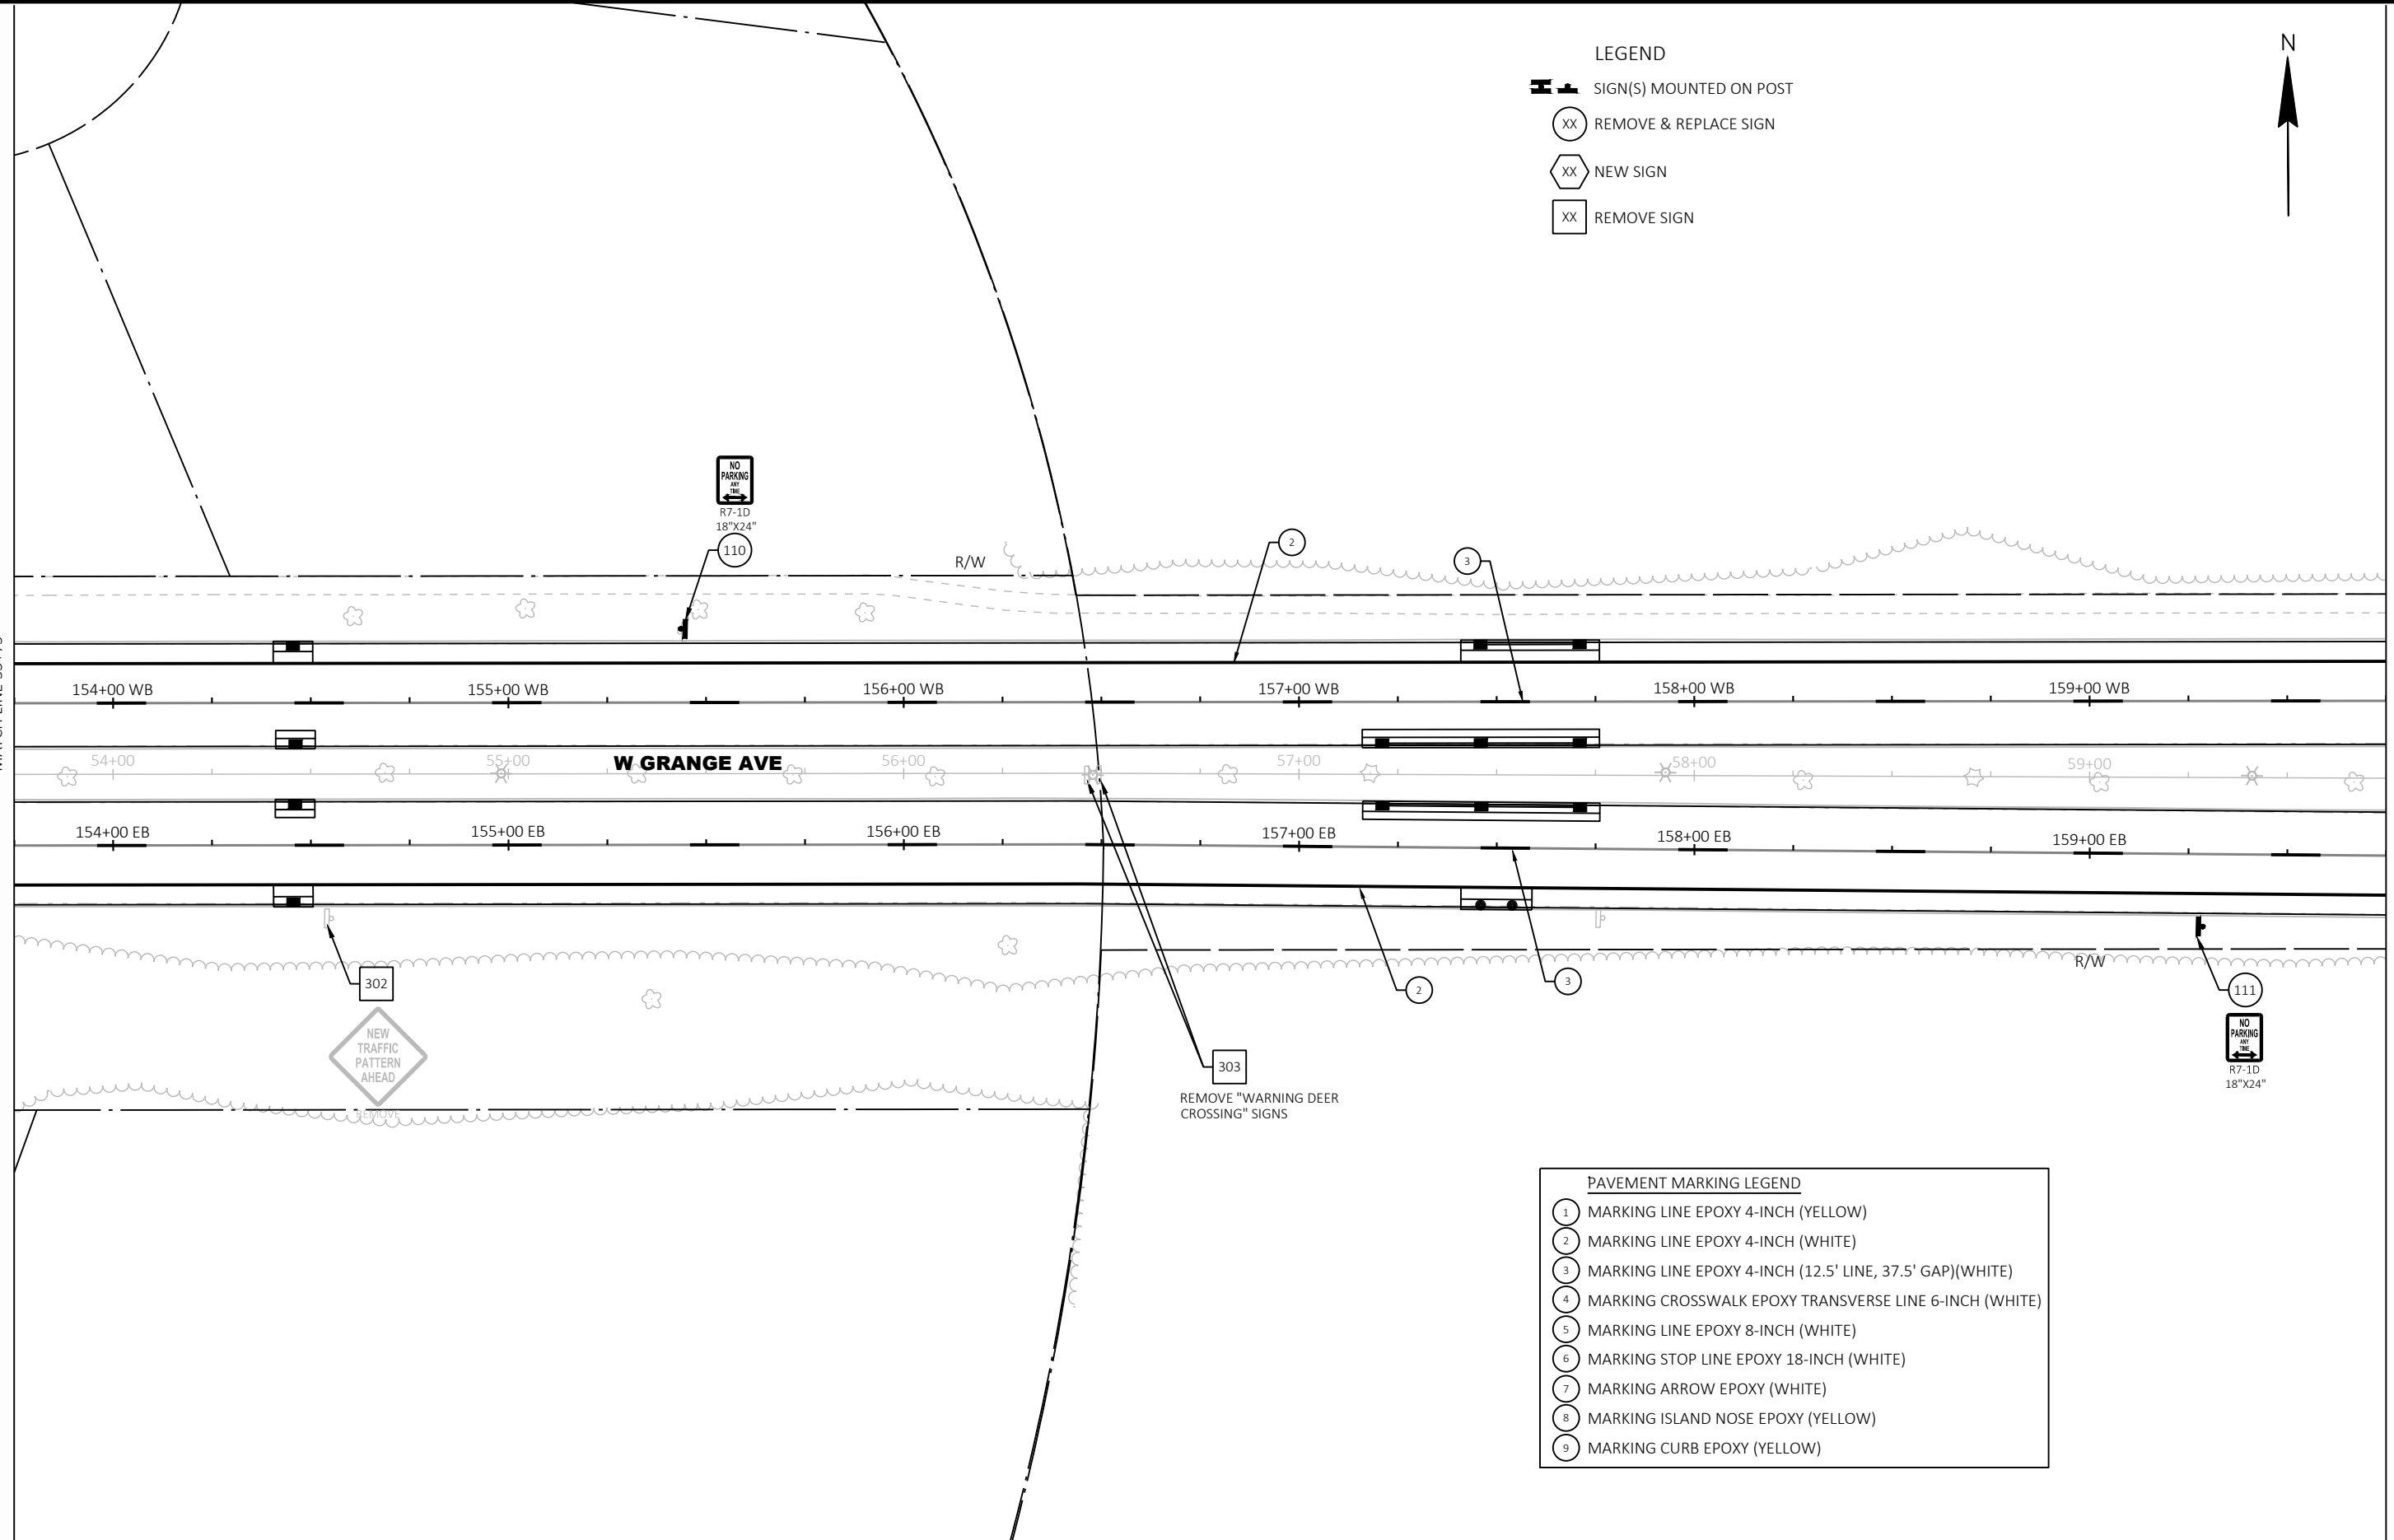 LEGEND
SIGN(S) MOUNTED ON POST
XX REMOVE & REPLACE SIGN
XX NEW SIGN
XX REMOVE SIGN
N
NO
PARKING
ANY
TIME
R7-1D
18"X24"
110
R/W
2
3
154+00 WB
155+00 WB
156+00 WB
157+00 WB
158+00 WB
159+00 WB
54+00
55+00
W GRANGE AVE
56+00
57+00
58+00
59+00
154+00 EB
155+00 EB
156+00 EB
157+00 EB
158+00 EB
159+00 EB
R/W
302
NEW
TRAFFIC
PATTERN
AHEAD
REMOVE
2
3
111
NO
PARKING
ANY
TIME
R7-1D
18"X24"
303
REMOVE "WARNING DEER
CROSSING" SIGNS
PAVEMENT MARKING LEGEND
1 MARKING LINE EPOXY 4-INCH (YELLOW)
2 MARKING LINE EPOXY 4-INCH (WHITE)
3 MARKING LINE EPOXY 4-INCH (12.5' LINE, 37.5' GAP)(WHITE)
4 MARKING CROSSWALK EPOXY TRANSVERSE LINE 6-INCH (WHITE)
5 MARKING LINE EPOXY 8-INCH (WHITE)
6 MARKING STOP LINE EPOXY 18-INCH (WHITE)
7 MARKING ARROW EPOXY (WHITE)
8 MARKING ISLAND NOSE EPOXY (YELLOW)
9 MARKING CURB EPOXY (YELLOW)